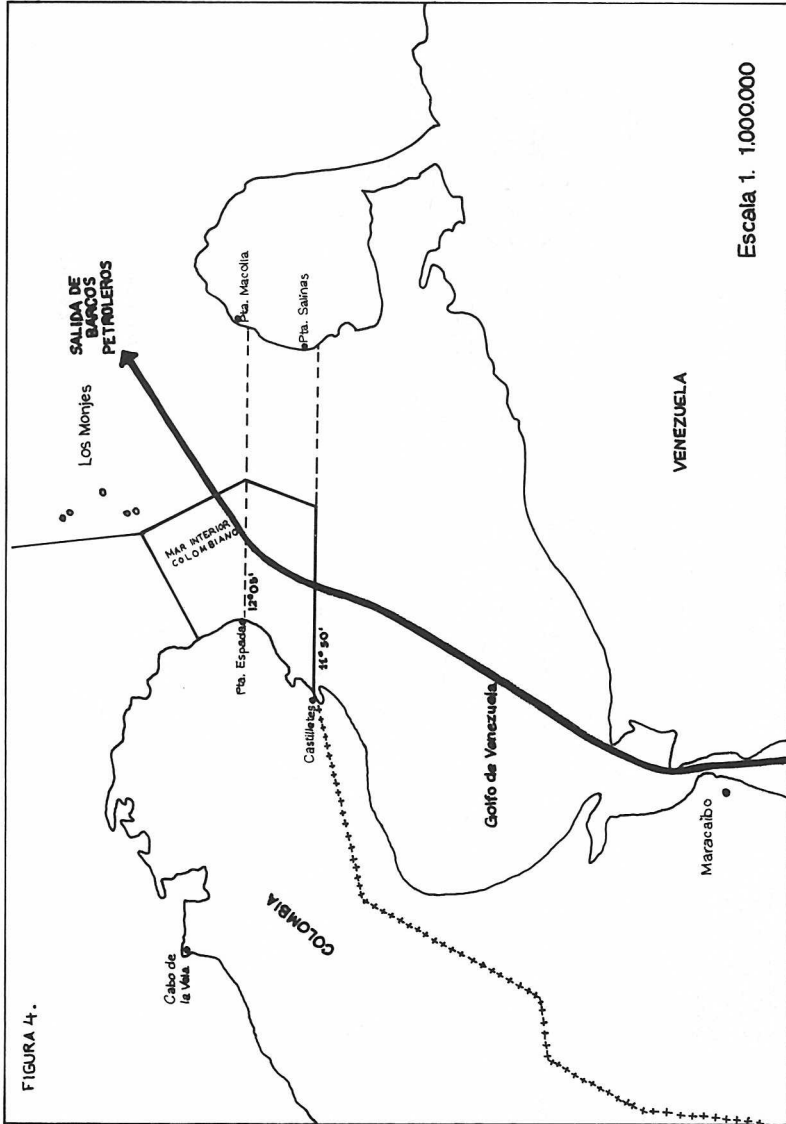 FIGURA 4.
SALIDA DE
BARCOS
PETROLEROS
Los Monjes
MAR INTERIOR
COLOMBIANO
Pta. Macolla
Pta. Espada
12°05'
Pta. Salinas
Castilletes
11° 50'
Cabo de
la Vela
COLOMBIA
Golfo de Venezuela
VENEZUELA
Maracaibo
Escala 1. 1.000.000